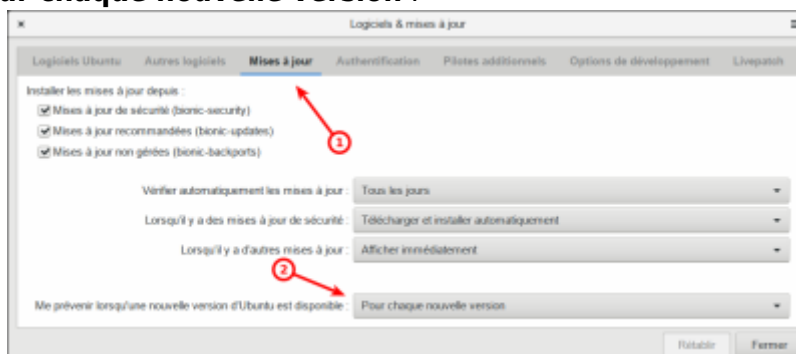 ur chaque nouvelle version .
Logiciels & mises à jour
Logiciels Ubuntu Autres logiciels Mises à jour Authentification Pilotes additionnels Options de développement Livepatch
Installer les mises à jour depuis :
Mises à jour de sécurité (bionic-security)
Mises à jour recommandées (bionic-updates)
Mises à jour non gérées (bionic-backports)
1
Vérifier automatiquement les mises à jour : Tous les jours
Lorsqu'il y a des mises à jour de sécurité : Télécharger et installer automatiquement
Lorsqu'il y a d'autres mises à jour : Afficher immédiatement
2
Me prévenir lorsqu'une nouvelle version d'Ubuntu est disponible : Pour chaque nouvelle version
Rétablir Fermer